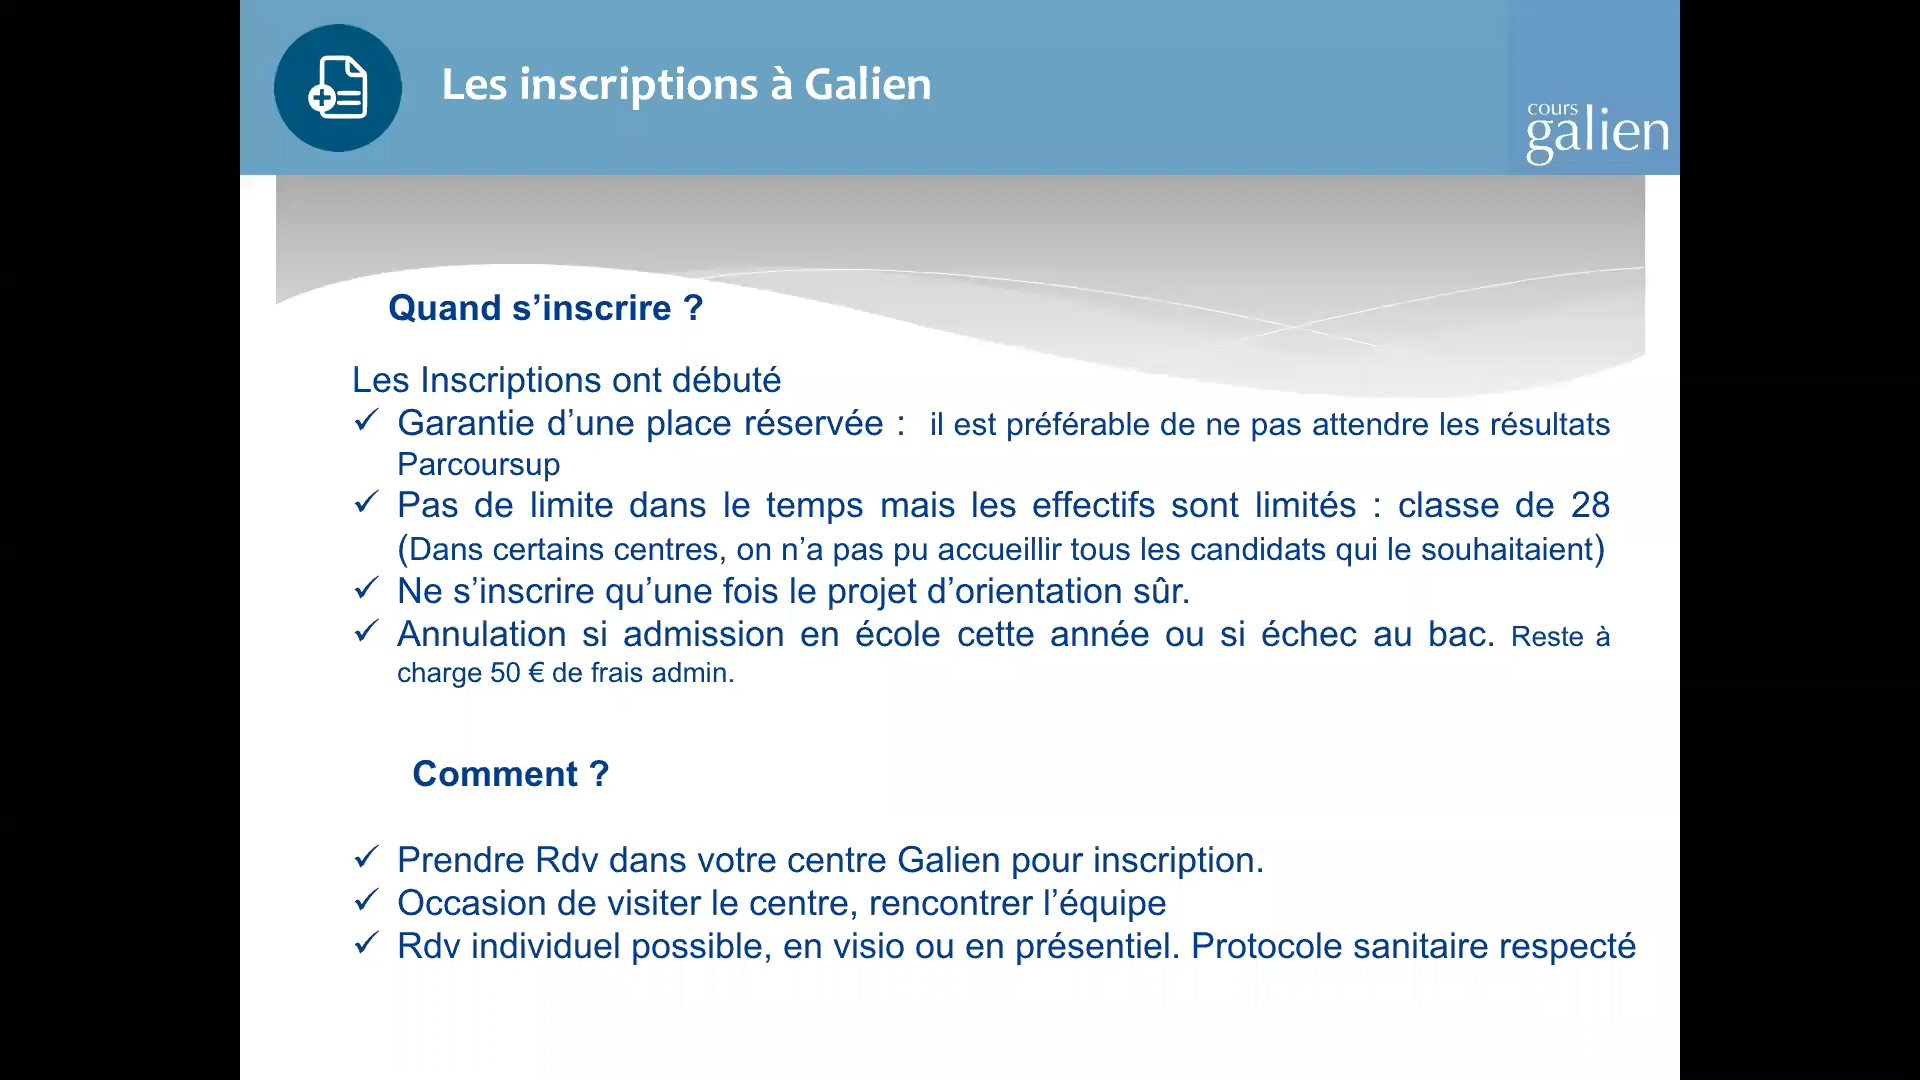 Les inscriptions à Galien
cours
galien
Quand s’inscrire ?
Les Inscriptions ont débuté
✓ Garantie d’une place réservée : il est préférable de ne pas attendre les résultats
Parcoursup
✓ Pas de limite dans le temps mais les effectifs sont limités : classe de 28
(Dans certains centres, on n’a pas pu accueillir tous les candidats qui le souhaitaient)
✓ Ne s’inscrire qu’une fois le projet d’orientation sûr.
✓ Annulation si admission en école cette année ou si échec au bac. Reste à
charge 50 € de frais admin.
Comment ?
✓ Prendre Rdv dans votre centre Galien pour inscription.
✓ Occasion de visiter le centre, rencontrer l’équipe
✓ Rdv individuel possible, en visio ou en présentiel. Protocole sanitaire respecté